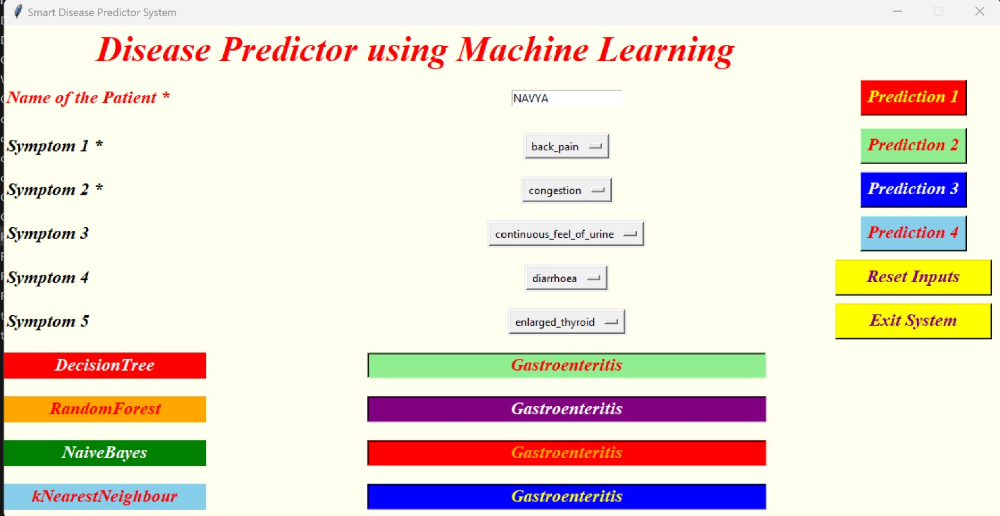 Smart Disease Predictor System
Disease Predictor using Machine Learning
Name of the Patient * NAVYA Prediction 1
Symptom 1 * back_pain Prediction 2
Symptom 2 * congestion Prediction 3
Symptom 3 continuous_feel_of_urine Prediction 4
Symptom 4 diarrhoea Reset Inputs
Symptom 5 enlarged_thyroid Exit System
DecisionTree Gastroenteritis
RandomForest Gastroenteritis
NaiveBayes Gastroenteritis
kNearestNeighbour Gastroenteritis